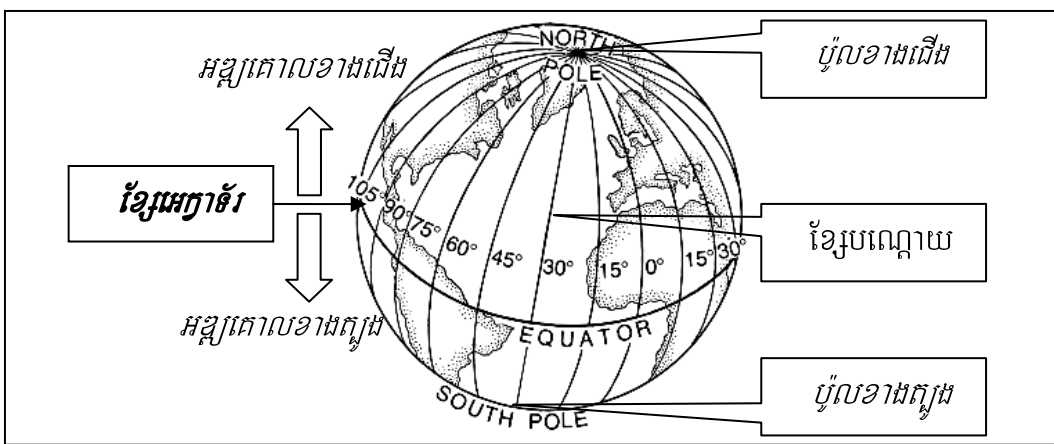 NORTH
POLE
ប៉ូលខាងជើង
អឌ្ឍគោលខាងជើង
ខ្សែអេក្វាទ័រ
105° 90° 75° 60° 45° 30° 15° 0° 15° 30°
ខ្សែបណ្តោយ
អឌ្ឍគោលខាងត្បូង
EQUATOR
SOUTH POLE
ប៉ូលខាងត្បូង